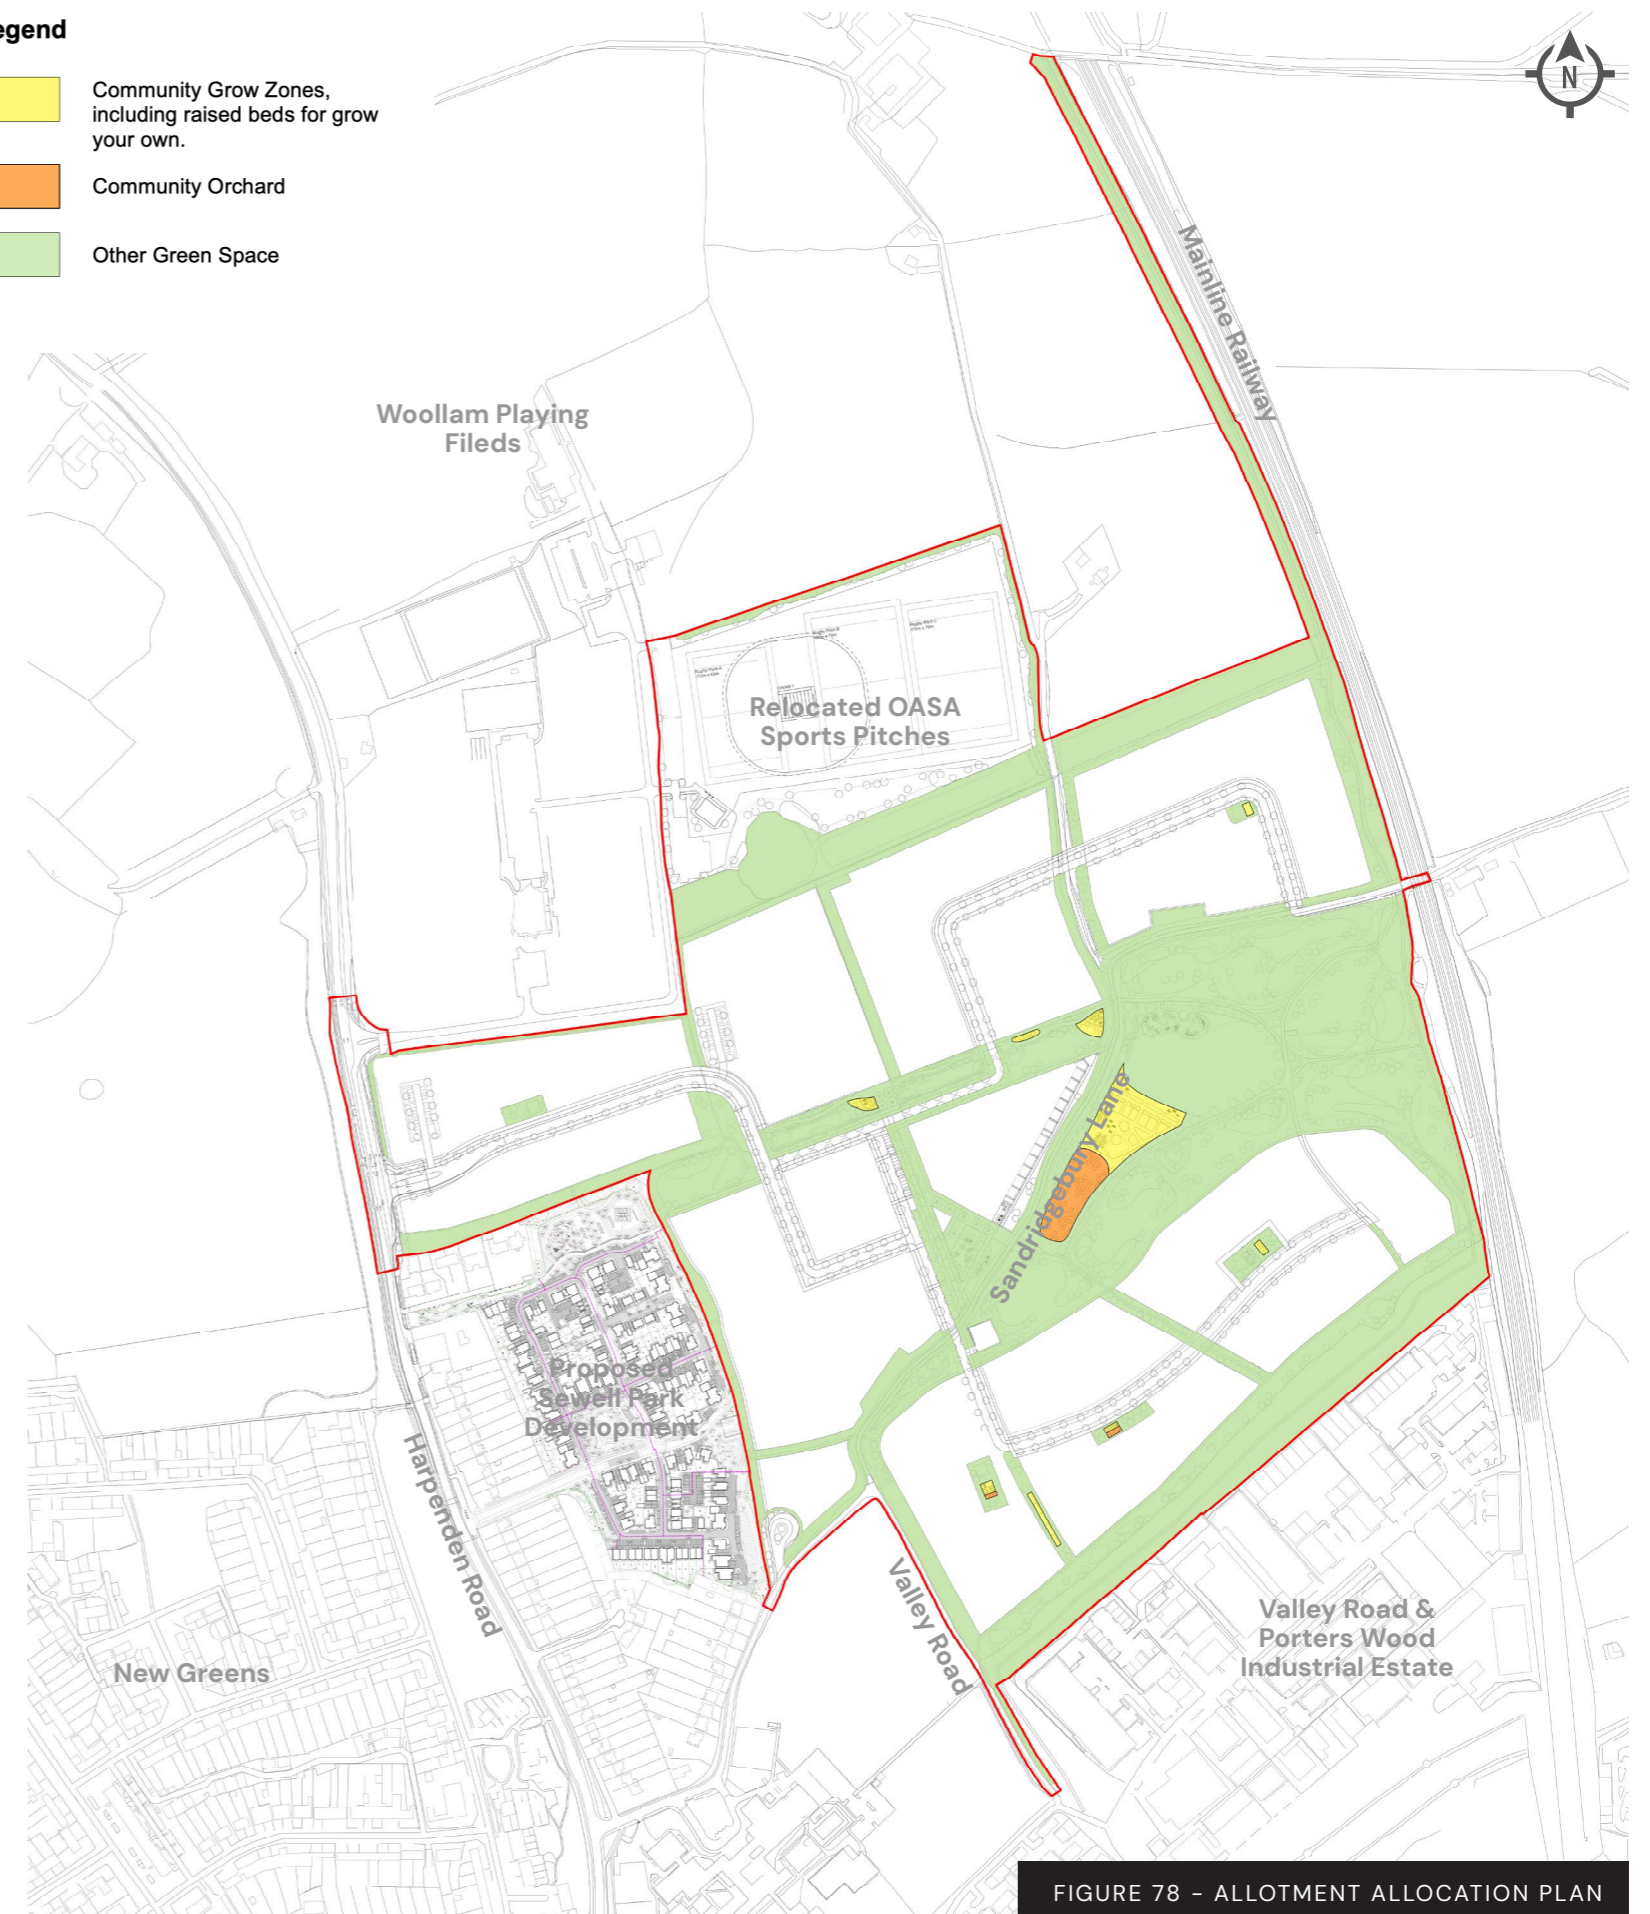 egend
Community Grow Zones,
including raised beds for grow
your own.
Community Orchard
Other Green Space
N
Mainline Railway
Woollam Playing
Fileds
Relocated OASA
Sports Pitches
Sandridgebury Lane
Proposed
Sewell Park
Development
Harpenden Road
Valley Road
New Greens
Valley Road &
Porters Wood
Industrial Estate
FIGURE 78 - ALLOTMENT ALLOCATION PLAN